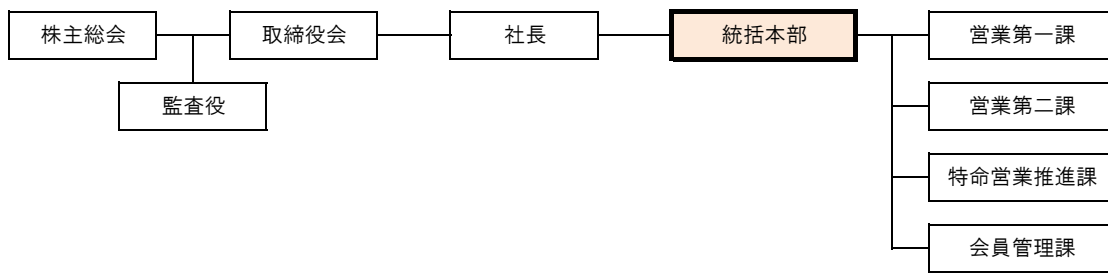 株主総会
取締役会
社長
統括本部
営業第一課
監査役
営業第二課
特命営業推進課
会員管理課